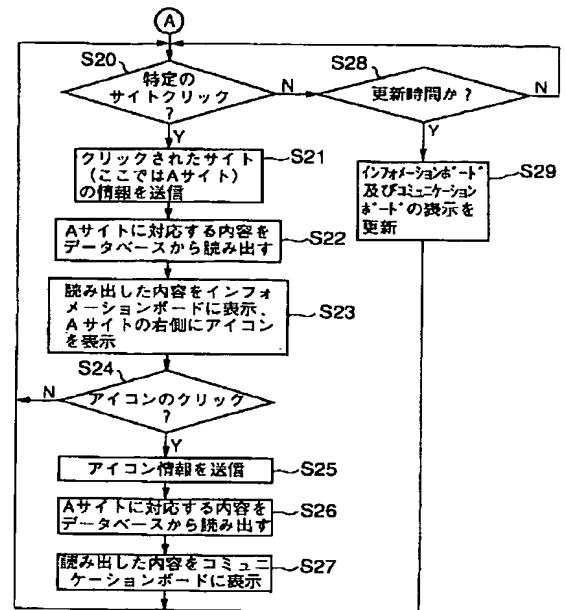 A
S20
特定の
サイトクリック
?
N
Y
S28
更新時間か?
N
Y
クリックされたサイト
(ここではAサイト)
の情報を送信
S21
インフォメーションボード
及びコミュニケーション
ボードの表示を
更新
S29
Aサイトに対応する内容を
データベースから読み出す
S22
読み出した内容をインフォ
メーションボードに表示、
Aサイトの右側にアイコン
を表示
S23
S24
N
アイコンのクリック
?
Y
アイコン情報を送信
S25
Aサイトに対応する内容を
データベースから読み出す
S26
読み出した内容をコミュニ
ケーションボードに表示
S27